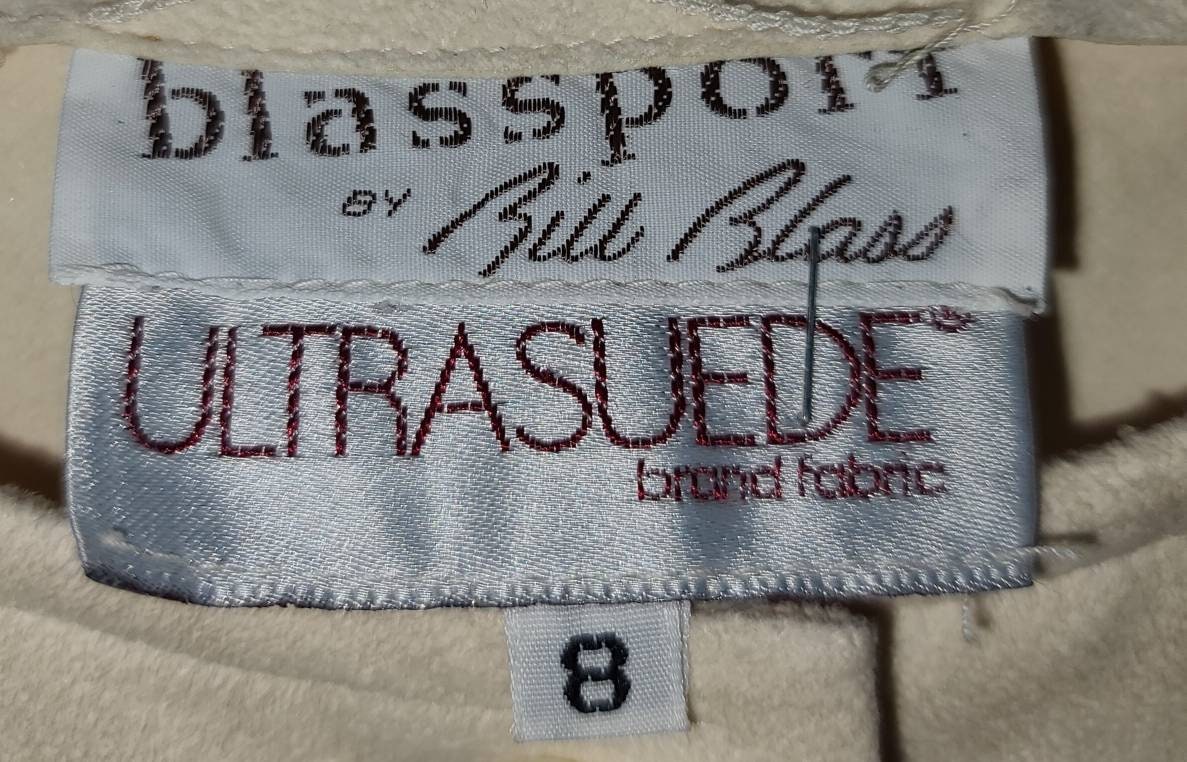 blassport
BY Bill Blass
ULTRASUEDE®
brand fabric
8